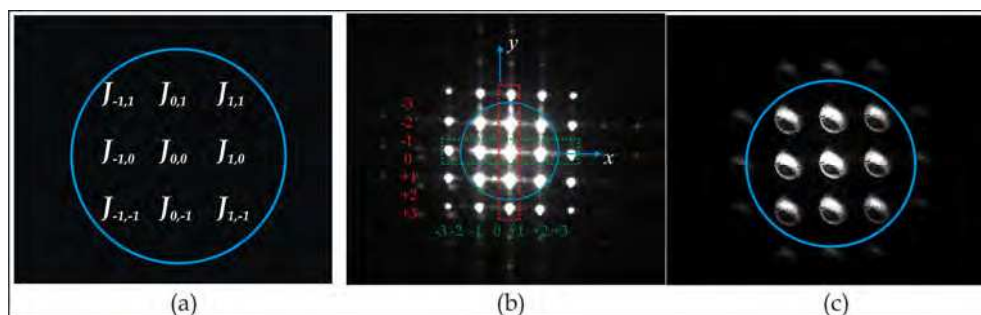 J-1,1 J0,1 J1,1
J-1,0 J0,0 J1,0
J-1,-1 J0,-1 J1,-1
(a)
y
x
-3
-2
-1
0
+1
+2
+3
-3 -2 -1 0 +1 +2 +3
(b)
(c)